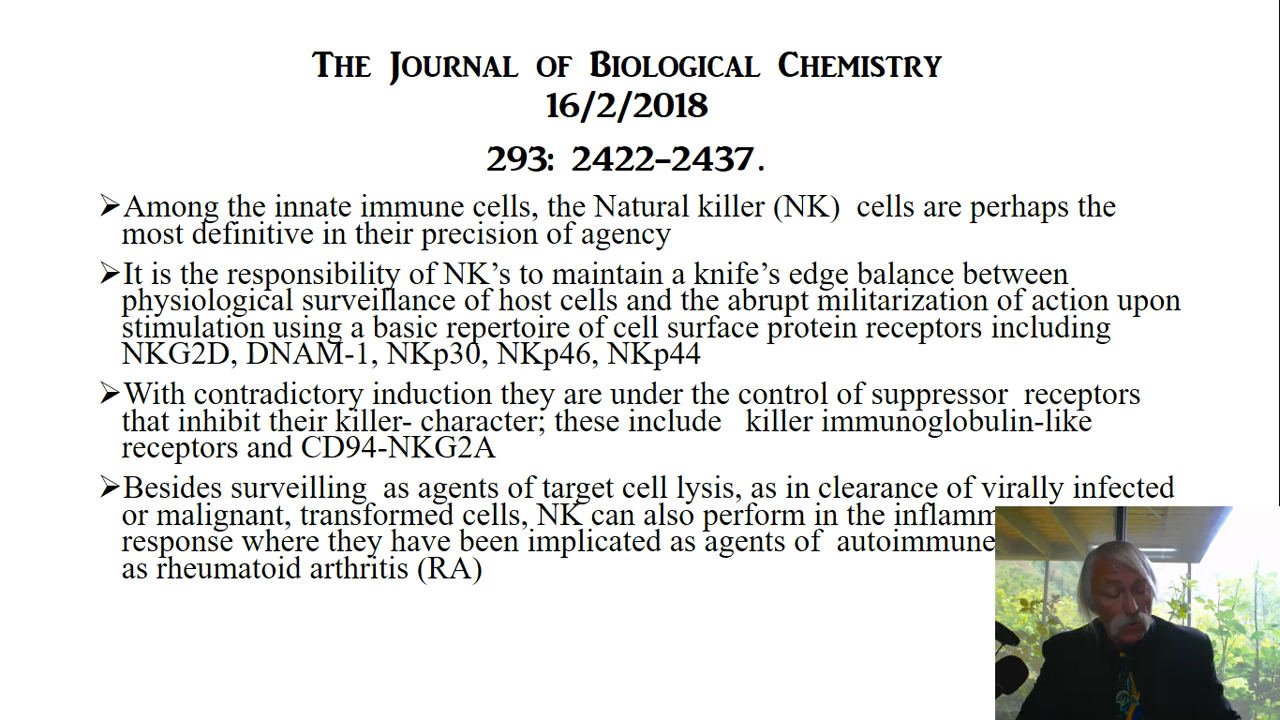 The Journal of Biological Chemistry
16/2/2018
293: 2422-2437.
➢Among the innate immune cells, the Natural killer (NK) cells are perhaps the
most definitive in their precision of agency
➢It is the responsibility of NK’s to maintain a knife’s edge balance between
physiological surveillance of host cells and the abrupt militarization of action upon
stimulation using a basic repertoire of cell surface protein receptors including
NKG2D, DNAM-1, NKp30, NKp46, NKp44
➢With contradictory induction they are under the control of suppressor receptors
that inhibit their killer- character; these include killer immunoglobulin-like
receptors and CD94-NKG2A
➢Besides surveilling as agents of target cell lysis, as in clearance of virally infected
or malignant, transformed cells, NK can also perform in the
response where they have been implicated as agents of autoimmune
as rheumatoid arthritis (RA)